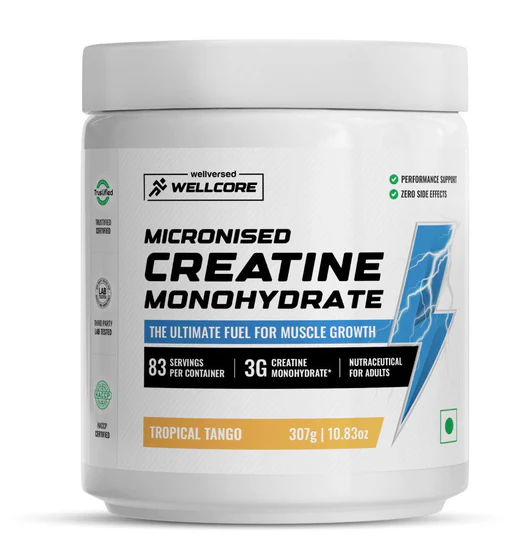 wellversed
WELLCORE
PERFORMANCE SUPPORT
ZERO SIDE EFFECTS
Trustified
TRUSTIFIED
CERTIFIED
MICRONISED
CREATINE
MONOHYDRATE
THE ULTIMATE FUEL FOR MUSCLE GROWTH
LAB
THIRD PARTY
LAB TESTED
83 SERVINGS PER CONTAINER
3G CREATINE MONOHYDRATE*
NUTRACEUTICAL FOR ADULTS
HACCP
HACCP
CERTIFIED
TROPICAL TANGO
307g | 10.83oz